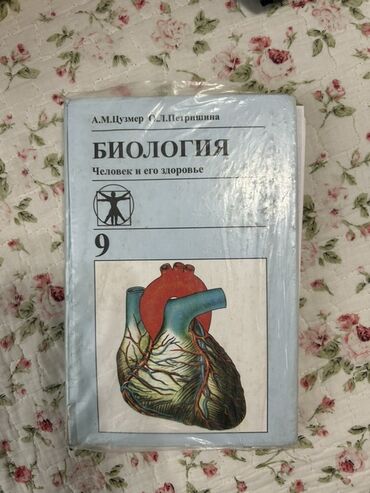 А.М.Цузмер О.Л.Петришина
БИОЛОГИЯ
Человек и его здоровье
9